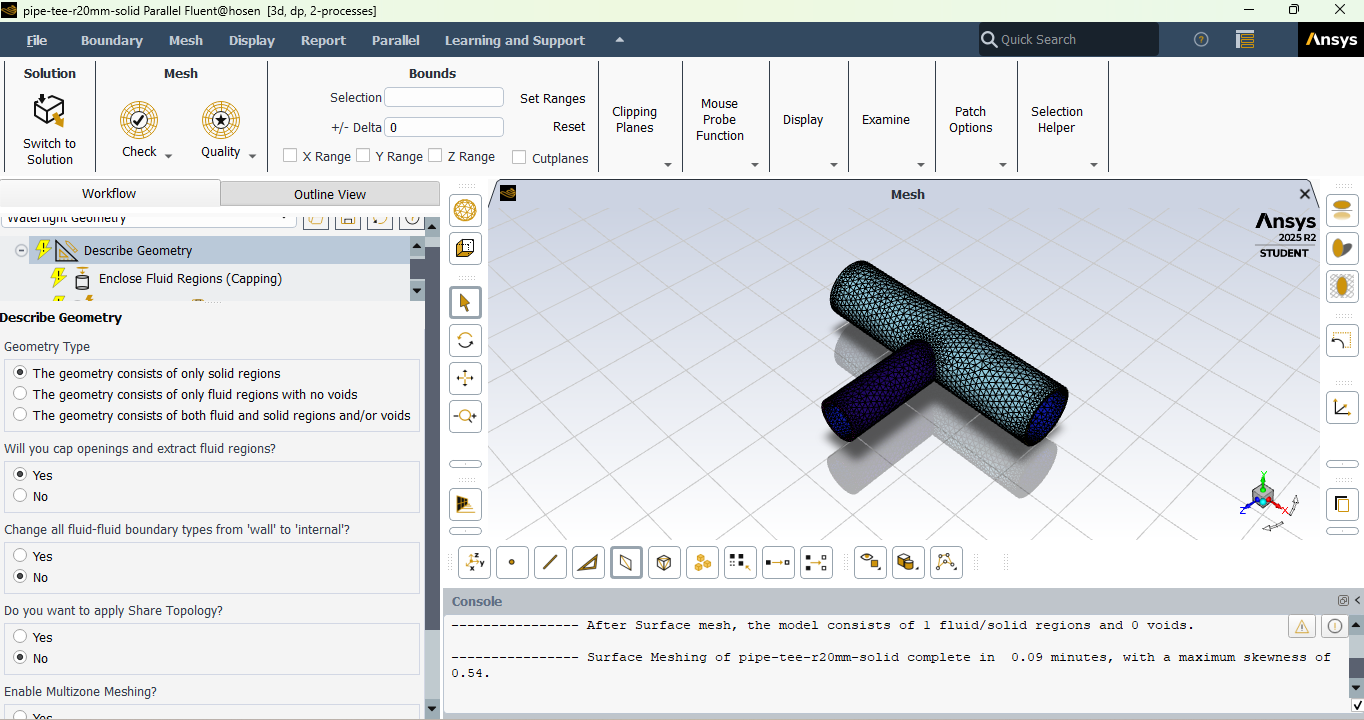 pipe-tee-r20mm-solid Parallel Fluent@hosen [3d, dp, 2-processes]
File Boundary Mesh Display Report Parallel Learning and Support Quick Search Ansys
Solution Mesh Bounds
Selection Set Ranges
+/- Delta 0 Reset
X Range Y Range Z Range Cutplanes
Switch to
Solution
Check Quality
Clipping
Planes
Mouse
Probe
Function
Display
Examine
Patch
Options
Selection
Helper
Workflow Outline View
Watertight Geometry
Describe Geometry
Enclose Fluid Regions (Capping)
Describe Geometry
Geometry Type
The geometry consists of only solid regions
The geometry consists of only fluid regions with no voids
The geometry consists of both fluid and solid regions and/or voids
Will you cap openings and extract fluid regions?
Yes
No
Change all fluid-fluid boundary types from 'wall' to 'internal'?
Yes
No
Do you want to apply Share Topology?
Yes
No
Enable Multizone Meshing?
Yes
Mesh
Ansys
2025 R2
STUDENT
Y
Z X
Console
---------------- After Surface mesh, the model consists of 1 fluid/solid regions and 0 voids.
---------------- Surface Meshing of pipe-tee-r20mm-solid complete in 0.09 minutes, with a maximum skewness of
0.54.